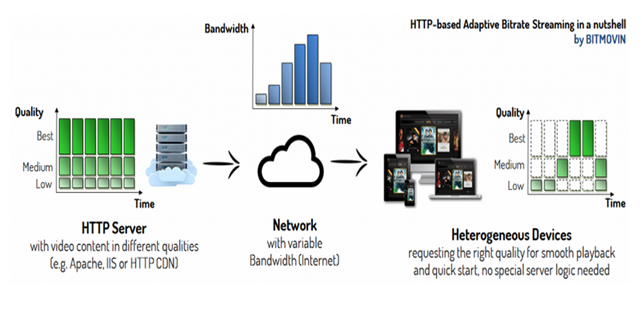 HTTP-based Adaptive Bitrate Streaming in a nutshell
by BITMOVIN
Bandwidth
Time
Quality
Best
Medium
Low
Time
HTTP Server
with video content in different qualities
(e.g. Apache, IIS or HTTP CDN)
Network
with variable
Bandwidth (Internet)
Quality
Best
Medium
Low
Time
Heterogeneous Devices
requesting the right quality for smooth playback
and quick start, no special server logic needed